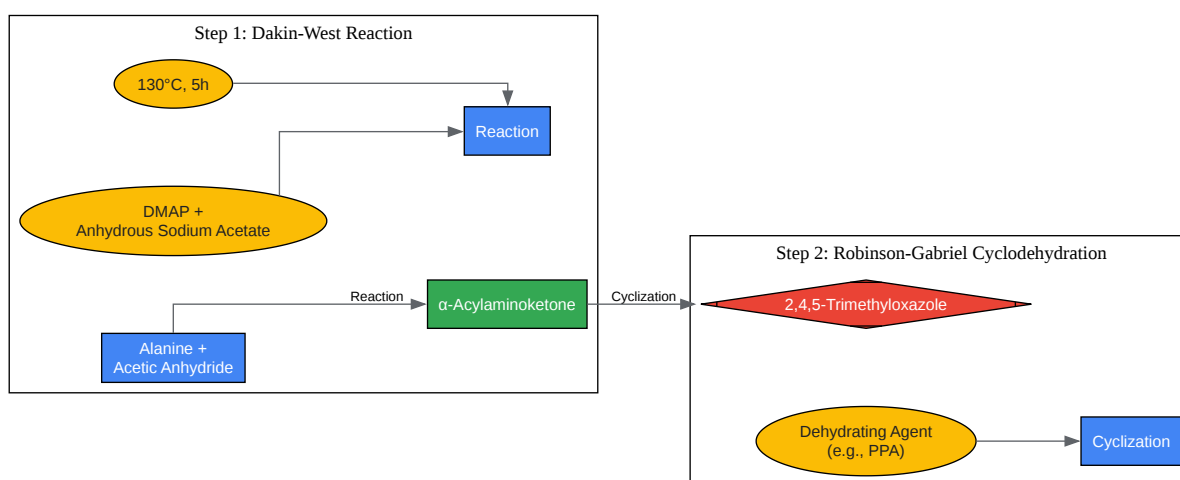 Step 1: Dakin-West Reaction
130°C, 5h
Reaction
DMAP +
Anhydrous Sodium Acetate
Reaction
α-Acylaminoketone
Alanine +
Acetic Anhydride
Cyclization
Step 2: Robinson-Gabriel Cyclodehydration
2,4,5-Trimethyloxazole
Dehydrating Agent
(e.g., PPA)
Cyclization